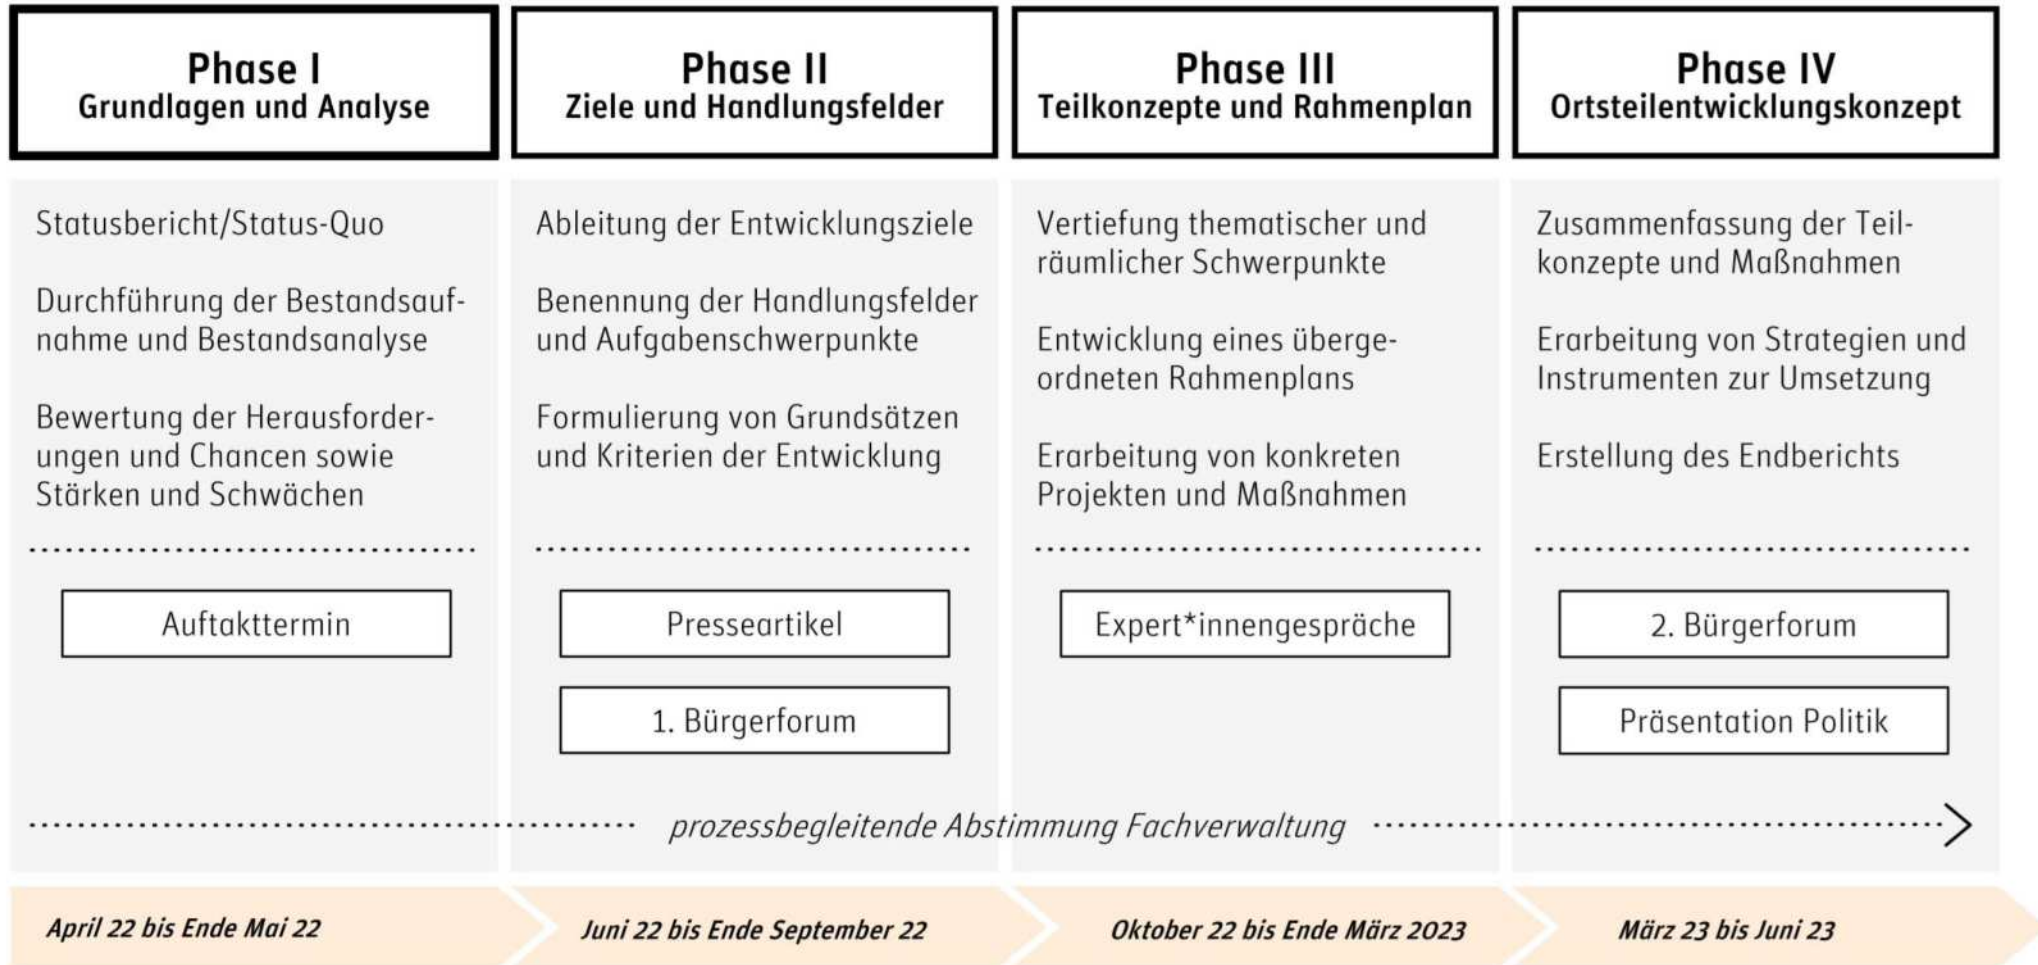 Phase I
Grundlagen und Analyse
Statusbericht/Status-Quo
Durchführung der Bestandsauf-
nahme und Bestandsanalyse
Bewertung der Herausforder-
ungen und Chancen sowie
Stärken und Schwächen
Auftakttermin
Phase II
Ziele und Handlungsfelder
Ableitung der Entwicklungsziele
Benennung der Handlungsfelder
und Aufgabenschwerpunkte
Formulierung von Grundsätzen
und Kriterien der Entwicklung
Presseartikel
1. Bürgerforum
Phase III
Teilkonzepte und Rahmenplan
Vertiefung thematischer und
räumlicher Schwerpunkte
Entwicklung eines überge-
ordneten Rahmenplans
Erarbeitung von konkreten
Projekten und Maßnahmen
Expert*innengespräche
Phase IV
Ortsteilentwicklungskonzept
Zusammenfassung der Teil-
konzepte und Maßnahmen
Erarbeitung von Strategien und
Instrumenten zur Umsetzung
Erstellung des Endberichts
2. Bürgerforum
Präsentation Politik
prozessbegleitende Abstimmung Fachverwaltung
April 22 bis Ende Mai 22
Juni 22 bis Ende September 22
Oktober 22 bis Ende März 2023
März 23 bis Juni 23